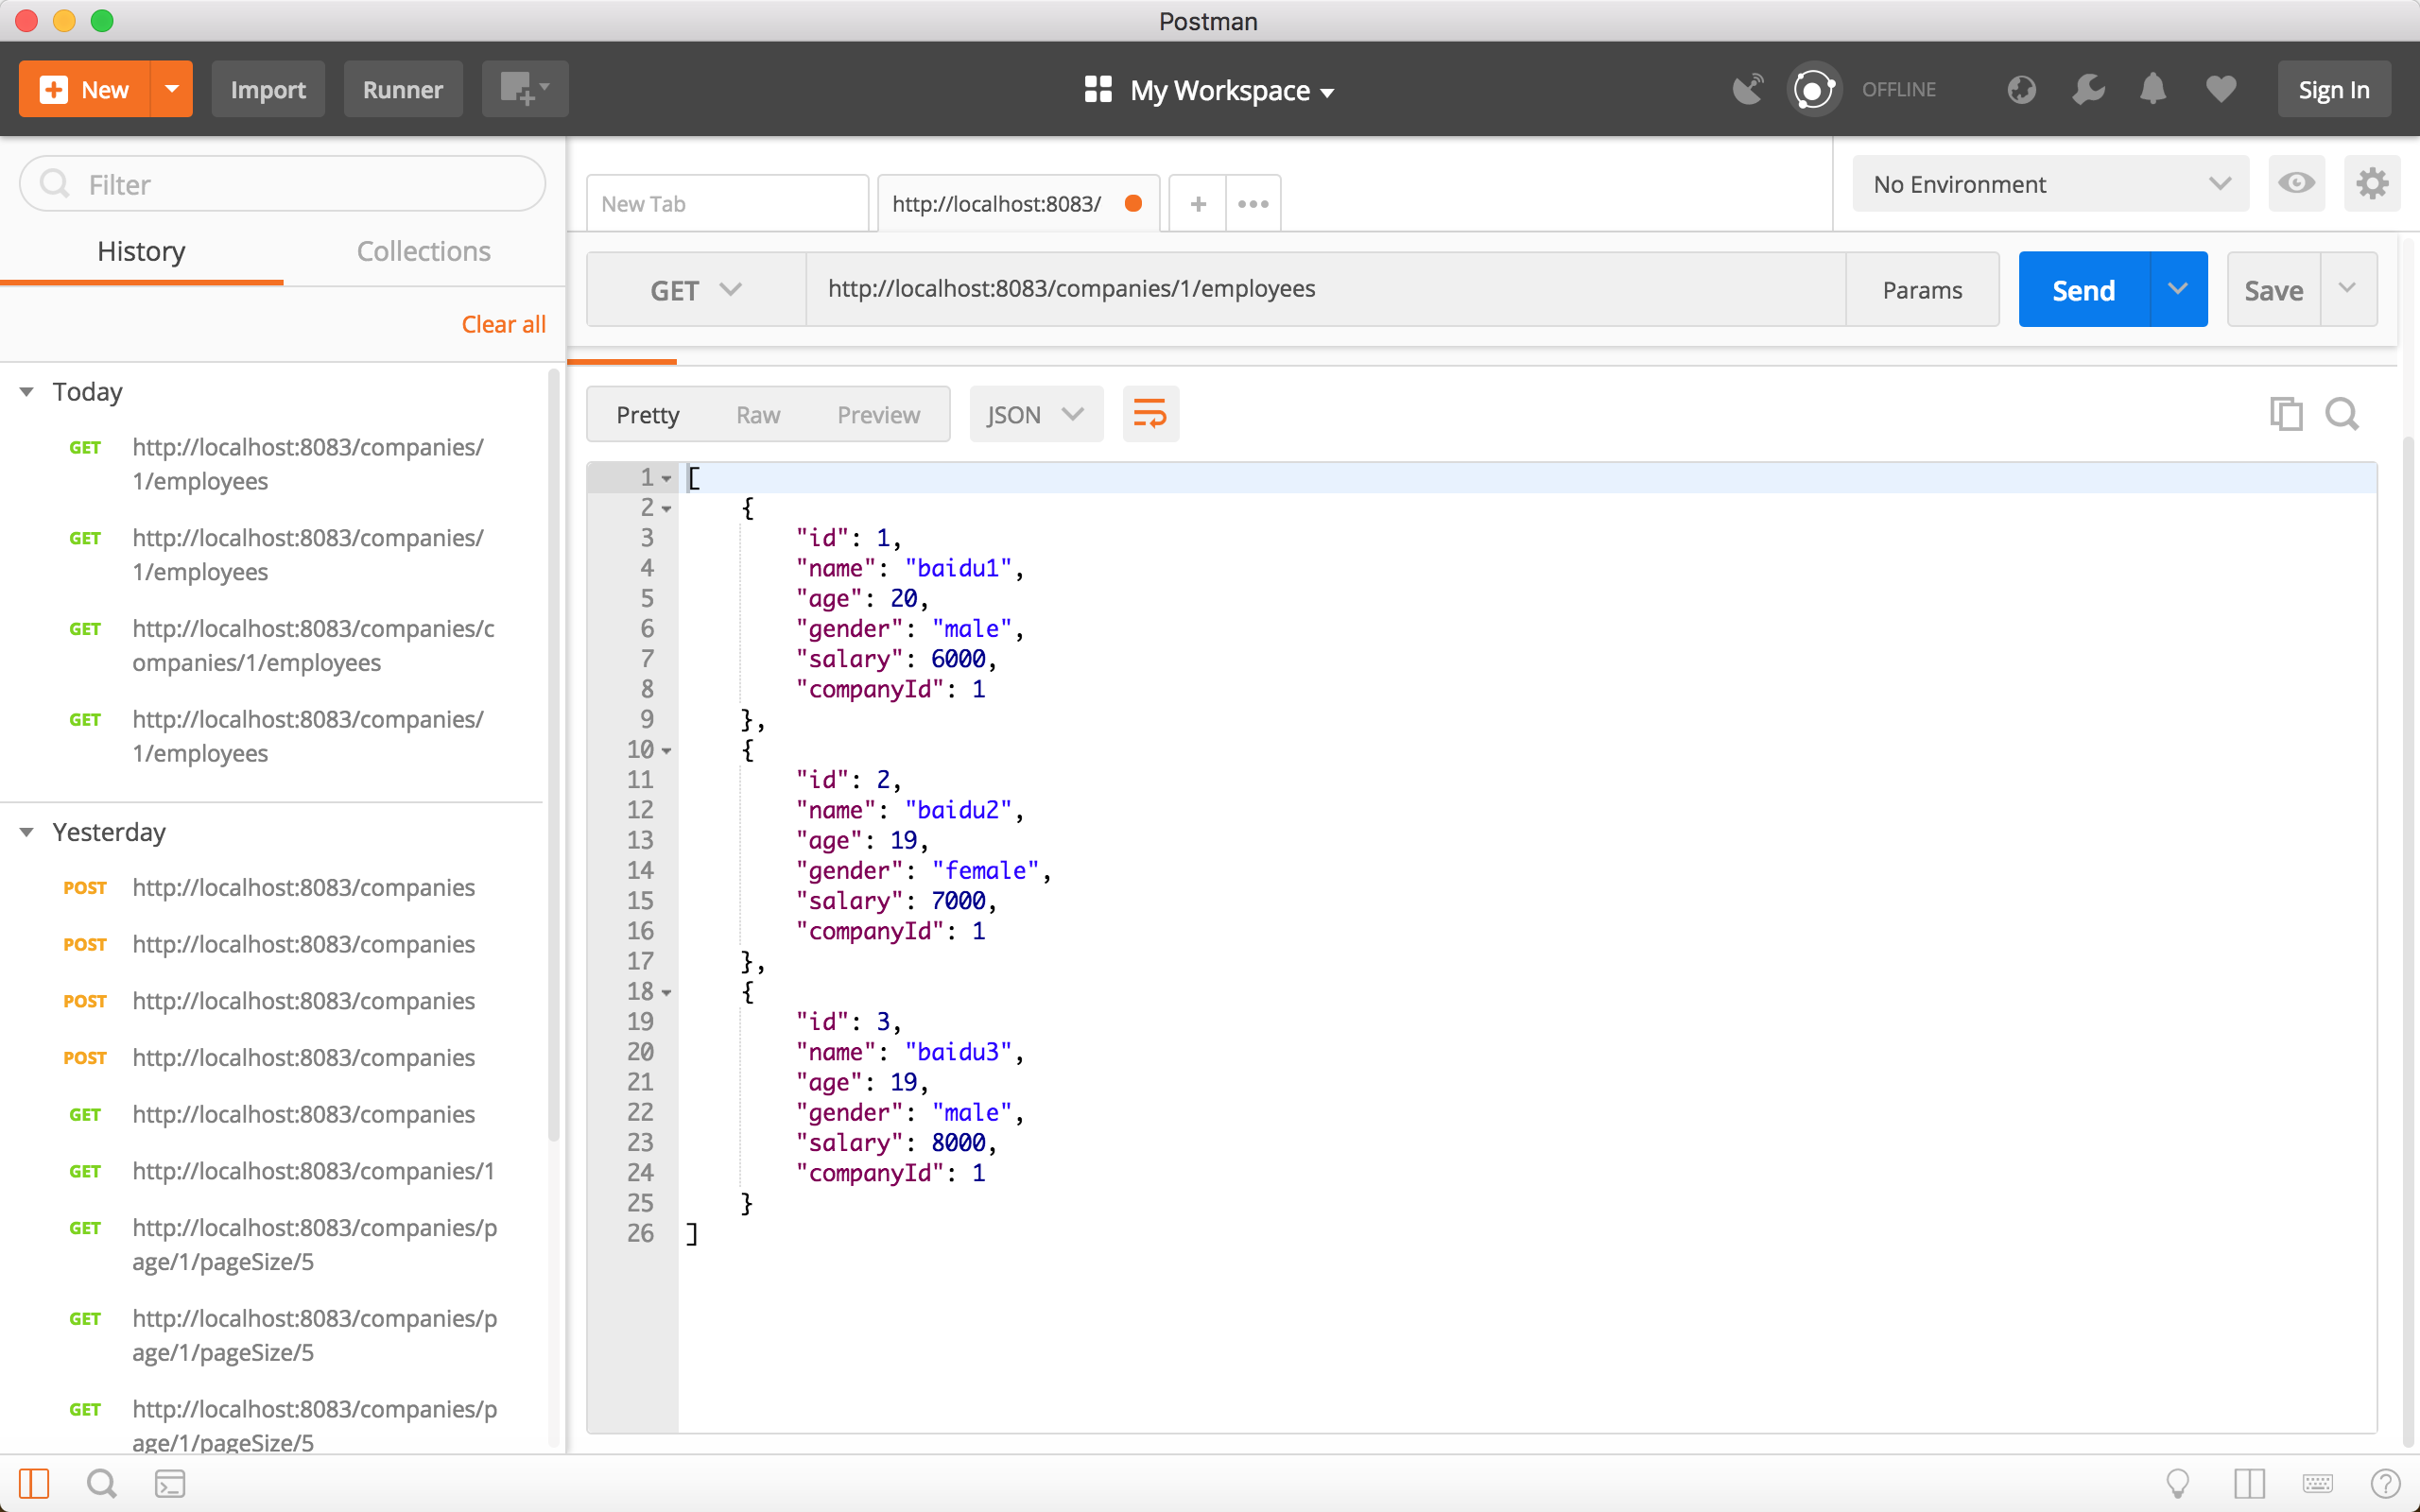 Postman
New
Import
Runner
My Workspace
OFFLINE
Sign In
Filter
History
Collections
Clear all
Today
GET http://localhost:8083/companies/
1/employees
GET http://localhost:8083/companies/
1/employees
GET http://localhost:8083/companies/c
ompanies/1/employees
GET http://localhost:8083/companies/
1/employees
Yesterday
POST http://localhost:8083/companies
POST http://localhost:8083/companies
POST http://localhost:8083/companies
POST http://localhost:8083/companies
GET http://localhost:8083/companies
GET http://localhost:8083/companies/1
GET http://localhost:8083/companies/p
age/1/pageSize/5
GET http://localhost:8083/companies/p
age/1/pageSize/5
GET http://localhost:8083/companies/p
age/1/pageSize/5
New Tab
http://localhost:8083/
No Environment
GET
http://localhost:8083/companies/1/employees
Params
Send
Save
Pretty
Raw
Preview
JSON
1 [
2 {
3 "id": 1,
4 "name": "baidu1",
5 "age": 20,
6 "gender": "male",
7 "salary": 6000,
8 "companyId": 1
9 },
10 {
11 "id": 2,
12 "name": "baidu2",
13 "age": 19,
14 "gender": "female",
15 "salary": 7000,
16 "companyId": 1
17 },
18 {
19 "id": 3,
20 "name": "baidu3",
21 "age": 19,
22 "gender": "male",
23 "salary": 8000,
24 "companyId": 1
25 }
26 ]